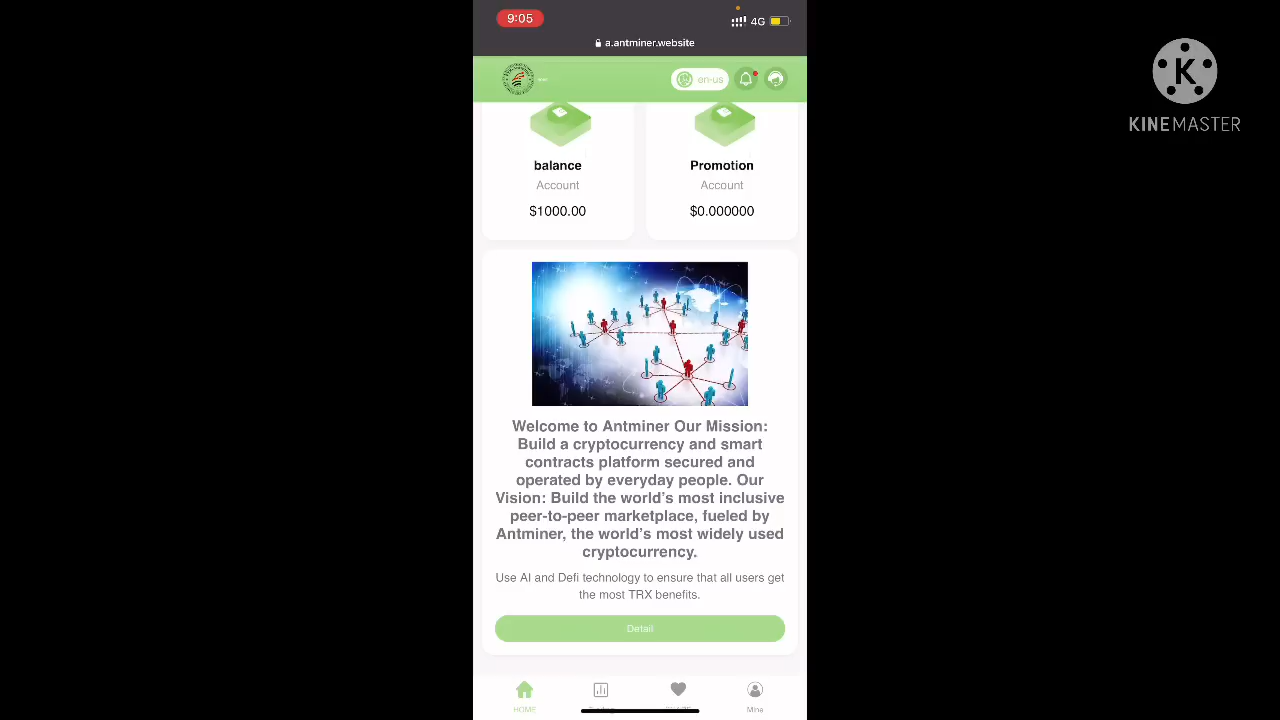 9:05
4G
a.antminer.website
en-us
KINEMASTER
balance
Promotion
Account
Account
$1000.00
$0.000000
Welcome to Antminer Our Mission:
Build a cryptocurrency and smart
contracts platform secured and
operated by everyday people. Our
Vision: Build the world's most inclusive
peer-to-peer marketplace, fueled by
Antminer, the world's most widely used
cryptocurrency.
Use AI and Defi technology to ensure that all users get
the most TRX benefits.
Detail
HOME
Mine